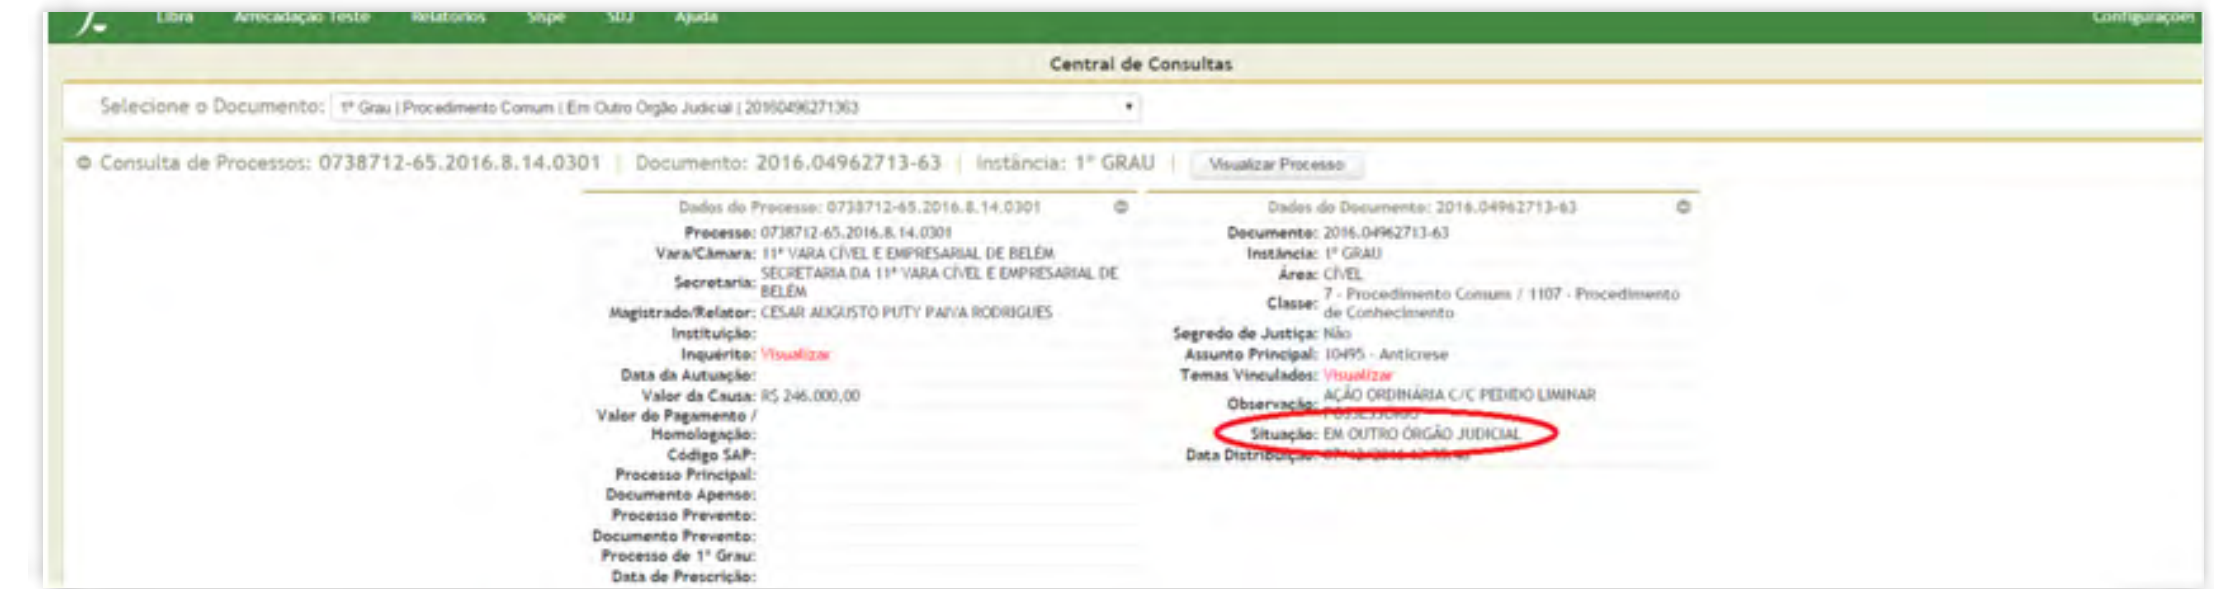 Libra Arrecadação Teste Relatórios Sispe SDJ Ajuda Configurações
Central de Consultas
Selecione o Documento: 1º Grau | Procedimento Comum | Em Outro Orgão Judicial | 20160496271363
Consulta de Processos: 0738712-65.2016.8.14.0301 | Documento: 2016.04962713-63 | Instância: 1º GRAU | Visualizar Processo
Dados do Processo: 0738712-65.2016.8.14.0301
Processo: 0738712-65.2016.8.14.0301
Vara/Câmara: 11ª VARA CÍVEL E EMPRESARIAL DE BELÉM
Secretaria: SECRETARIA DA 11ª VARA CÍVEL E EMPRESARIAL DE
BELÉM
Magistrado/Relator: CESAR AUGUSTO PUTY PAIVA RODRIGUES
Instituição:
Inquérito: Visualizar
Data da Autuação:
Valor da Causa: R$ 246.000,00
Valor do Pagamento /
Homologação:
Código SAP:
Processo Principal:
Documento Apenso:
Processo Prevento:
Documento Prevento:
Processo de 1º Grau:
Data de Prescrição:
Dados do Documento: 2016.04962713-63
Documento: 2016.04962713-63
Instância: 1º GRAU
Área: CÍVEL
Classe: 7 - Procedimento Comum / 1107 - Procedimento
de Conhecimento
Segredo de Justiça: Não
Assunto Principal: 10495 - Anticrese
Temas Vinculados: Visualizar
Observação: AÇÃO ORDINÁRIA C/C PEDIDO LIMINAR
POSSESSÓRIO
Situação: EM OUTRO ÓRGÃO JUDICIAL
Data Distribuição: